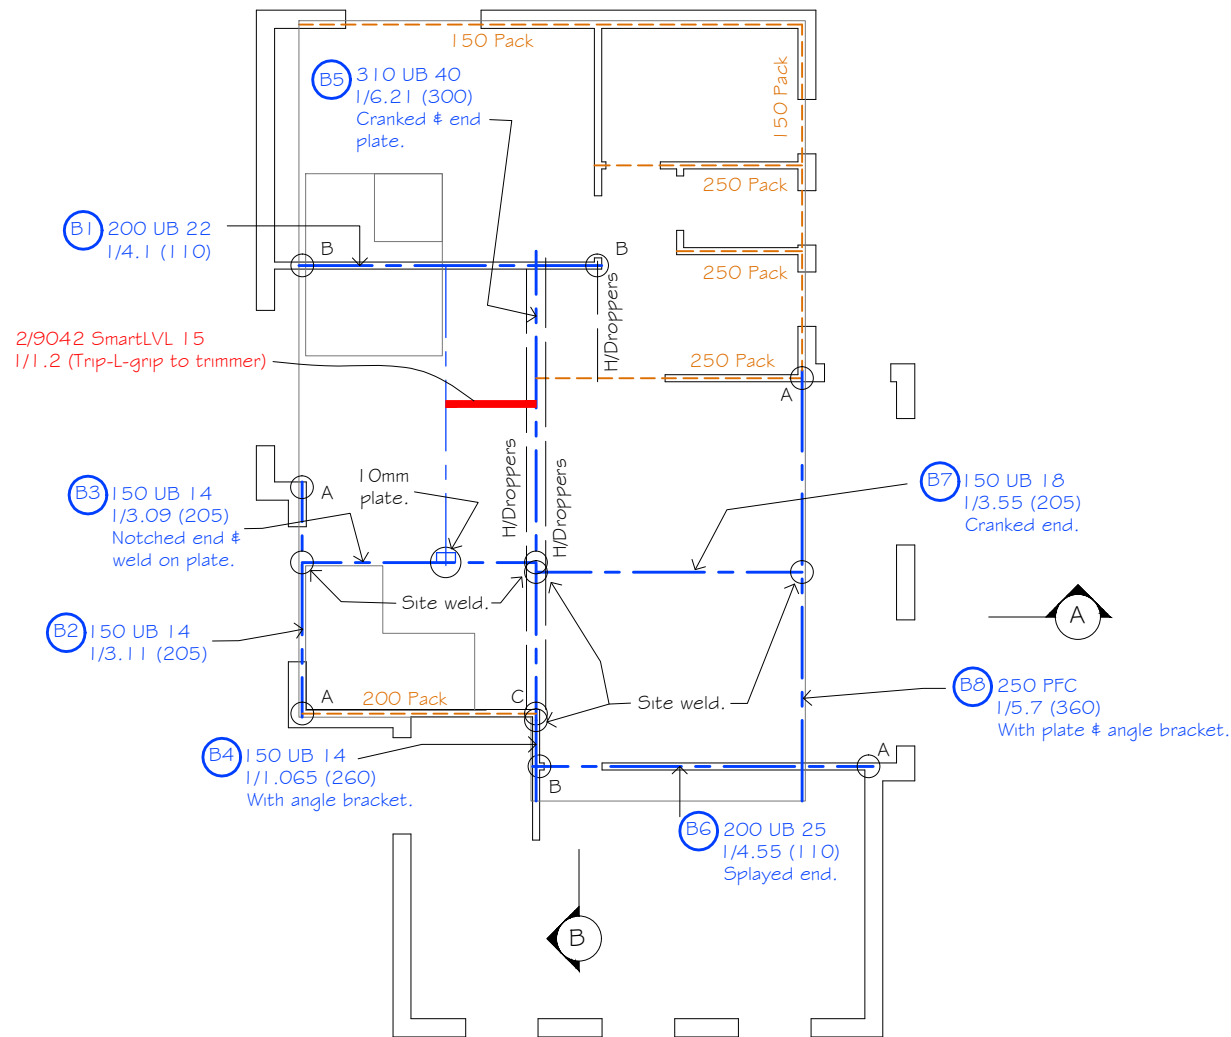 150 Pack
B5
310 UB 40
1/6.21 (300)
Cranked & end
plate.
150 Pack
250 Pack
B1
200 UB 22
1/4.1 (110)
B
B
H/Droppers
250 Pack
2/9042 SmartLVL 15
1/1.2 (Trip-L-grip to trimmer)
250 Pack
A
B3
150 UB 14
1/3.09 (205)
Notched end &
weld on plate.
A
10mm
plate.
H/Droppers
H/Droppers
B7
150 UB 18
1/3.55 (205)
Cranked end.
Site weld.
B2
150 UB 14
1/3.11 (205)
A
A
200 Pack
C
Site weld.
B8
250 PFC
1/5.7 (360)
With plate & angle bracket.
B4
150 UB 14
1/1.065 (260)
With angle bracket.
A
B
B6
200 UB 25
1/4.55 (110)
Splayed end.
B